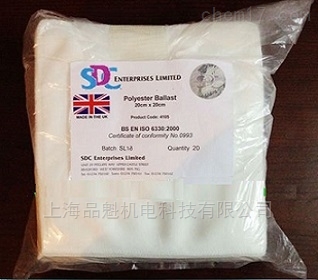 SDC ENTERPRISES LIMITED
Polyester Ballast
20cm x 20cm
Product code: 4105
MADE IN THE UK
BS EN ISO 6330:2000
Certificate of conformity No.0993
Batch SL18 Quantity 20
SDC Enterprises Limited
上海品魁机电科技有限公司